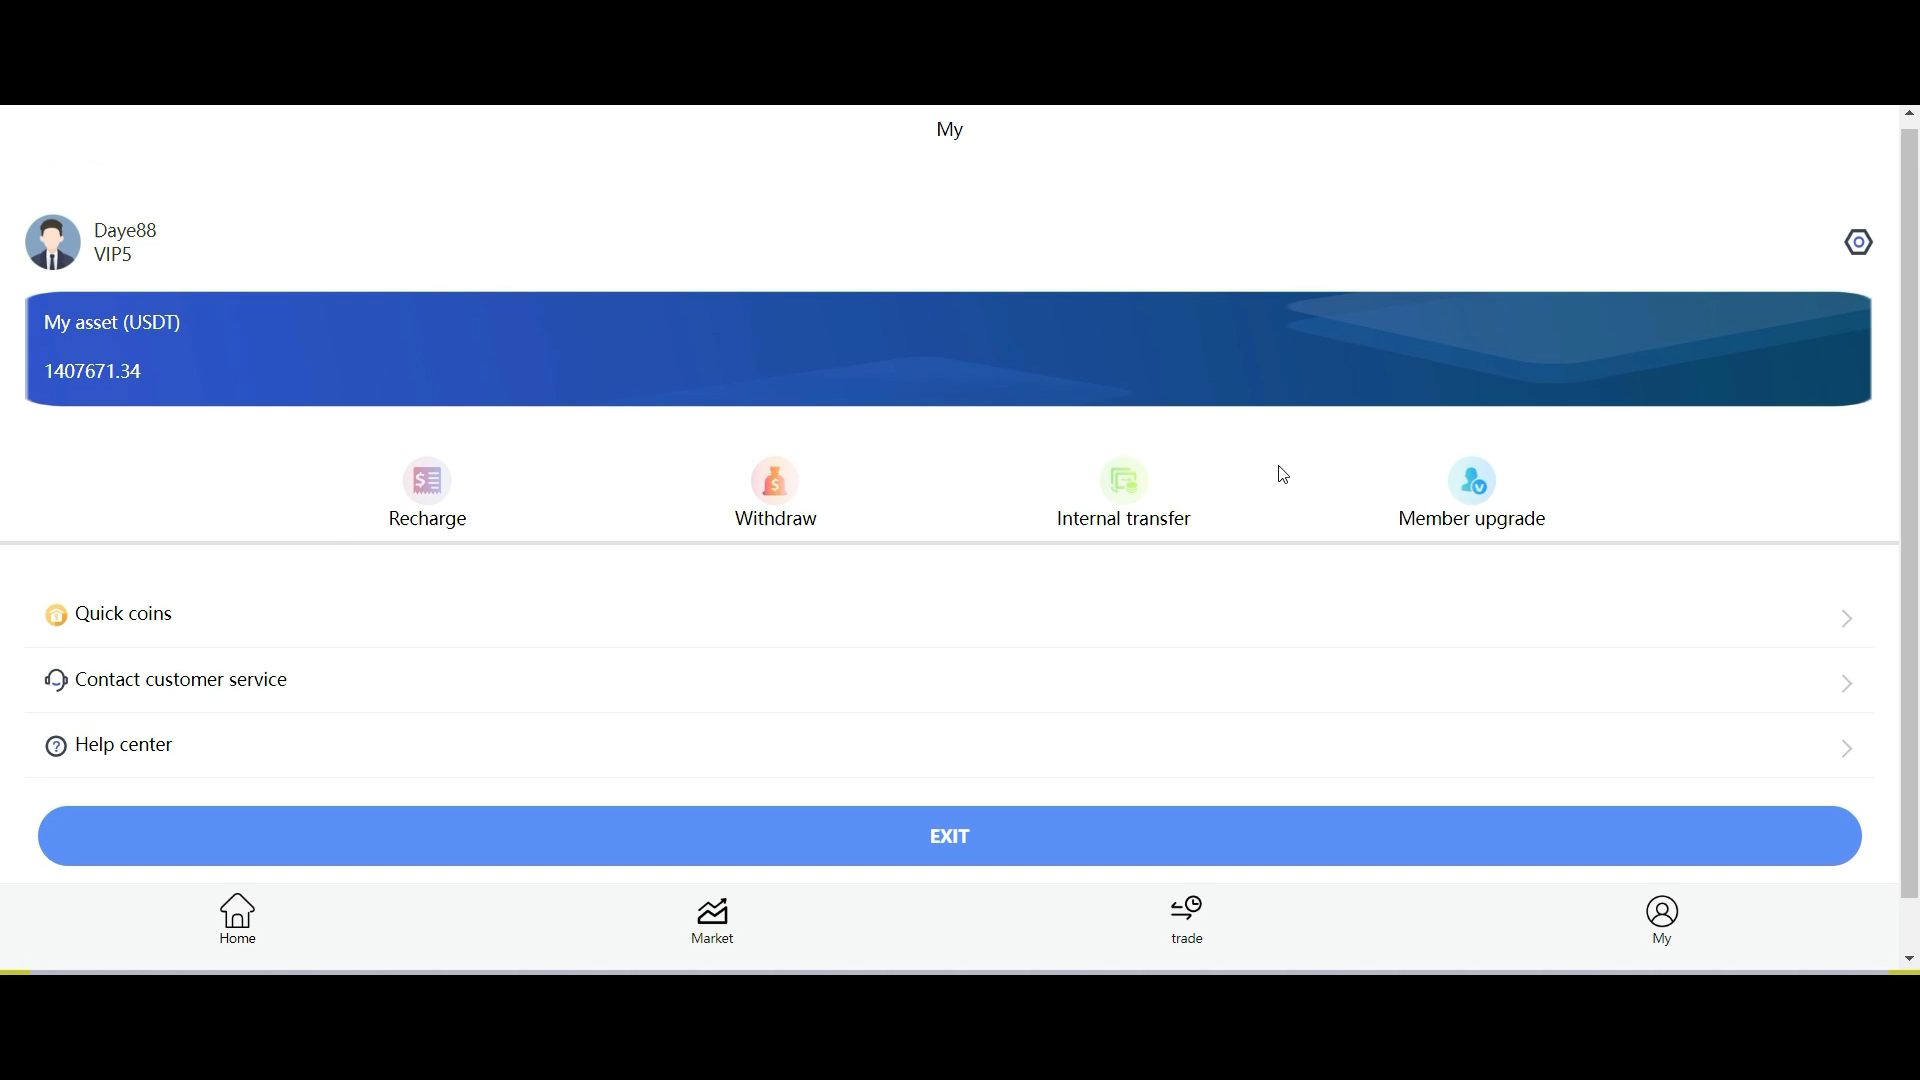 My
Daye88
VIP5
My asset (USDT)
1407671.34
Recharge
Withdraw
Internal transfer
Member upgrade
Quick coins
Contact customer service
Help center
EXIT
Home
Market
trade
My